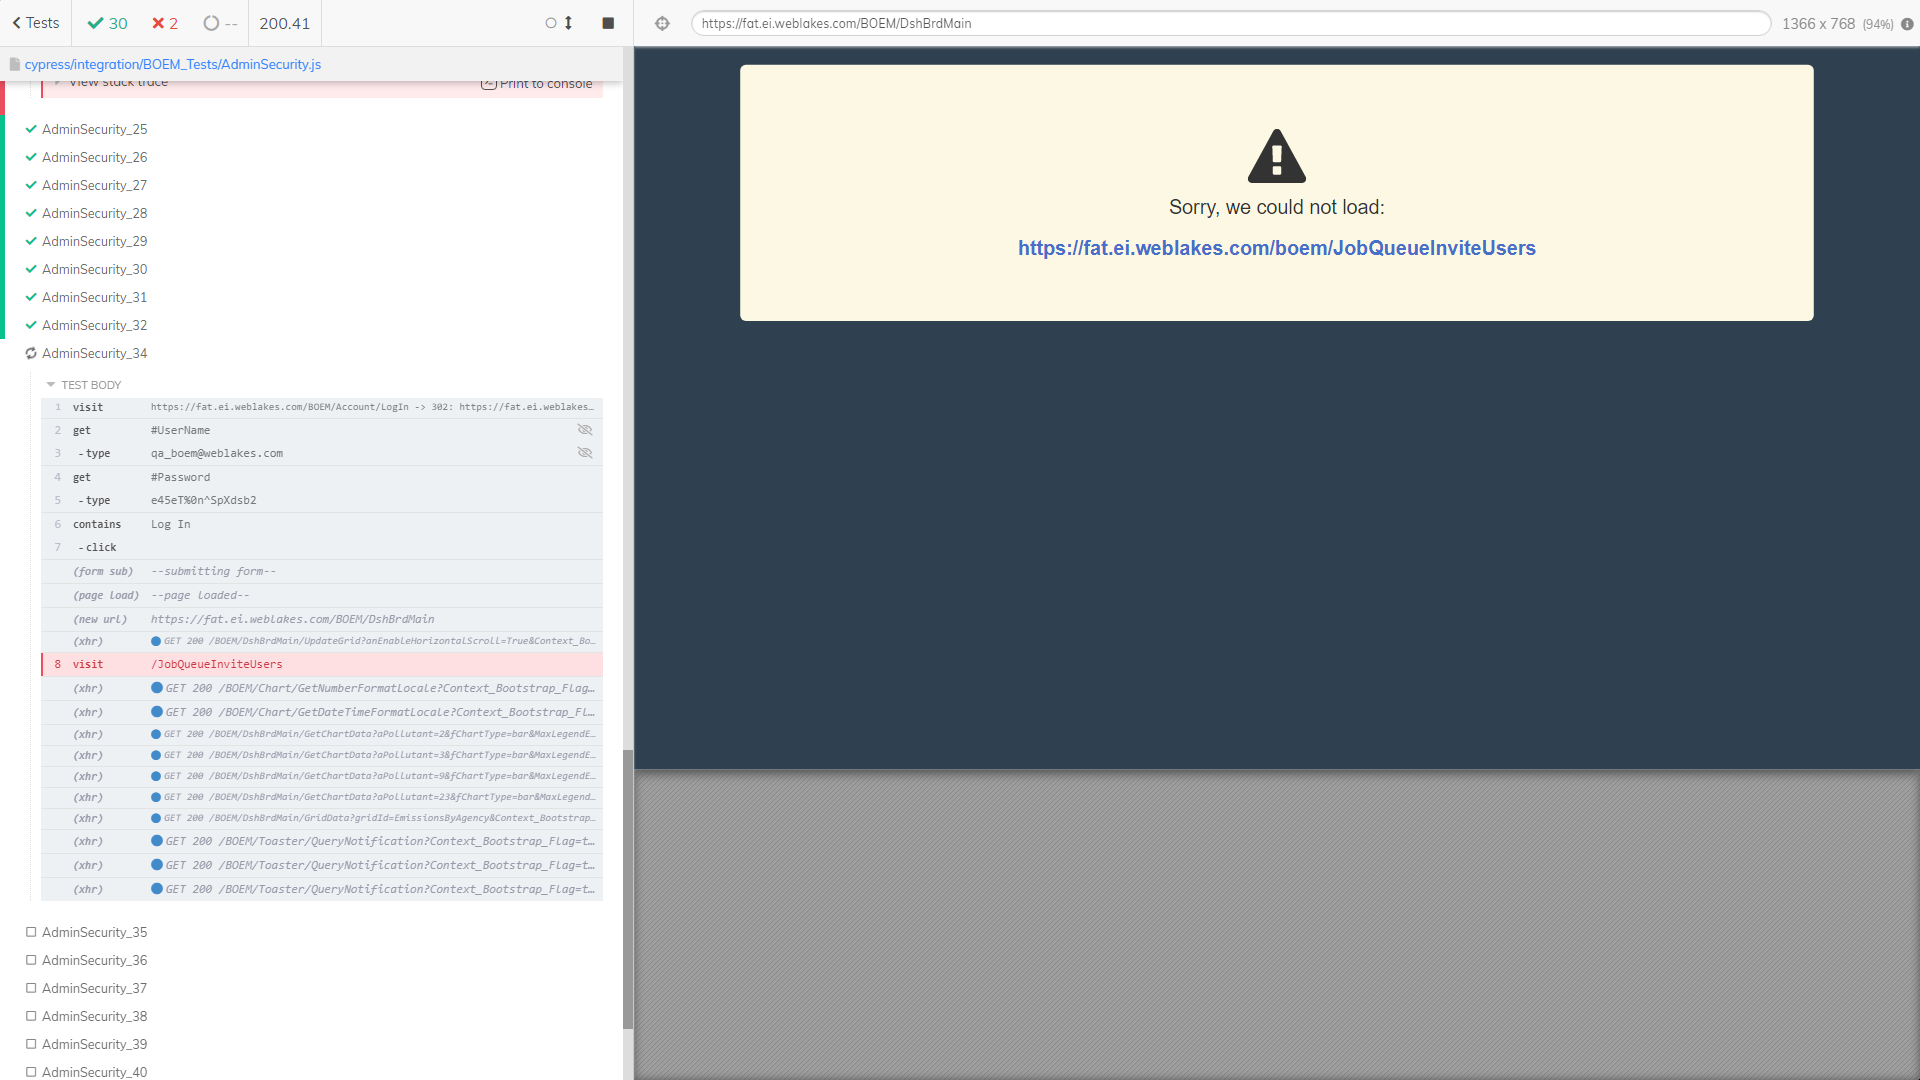 Tests 30 2 -- 200.41
https://fat.ei.weblakes.com/BOEM/DshBrdMain 1366 x 768 (94%)
cypress/integration/BOEM_Tests/AdminSecurity.js
View stack trace Print to console
AdminSecurity_25
AdminSecurity_26
AdminSecurity_27
AdminSecurity_28
AdminSecurity_29
AdminSecurity_30
AdminSecurity_31
AdminSecurity_32
AdminSecurity_34
TEST BODY
1 visit https://fat.ei.weblakes.com/BOEM/Account/LogIn -> 302: https://fat.ei.weblakes…
2 get #UserName
3 -type qa_boem@weblakes.com
4 get #Password
5 -type e45eT%0n^SpXdsb2
6 contains Log In
7 -click
(form sub) --submitting form--
(page load) --page loaded--
(new url) https://fat.ei.weblakes.com/BOEM/DshBrdMain
(xhr) GET 200 /BOEM/DshBrdMain/UpdateGrid?anEnableHorizontalScroll=True&Context_Bo…
8 visit /JobQueueInviteUsers
(xhr) GET 200 /BOEM/Chart/GetNumberFormatLocale?Context_Bootstrap_Flag…
(xhr) GET 200 /BOEM/Chart/GetDateTimeFormatLocale?Context_Bootstrap_Fl…
(xhr) GET 200 /BOEM/DshBrdMain/GetChartData?aPollutant=2&fChartType=bar&MaxLegendE…
(xhr) GET 200 /BOEM/DshBrdMain/GetChartData?aPollutant=3&fChartType=bar&MaxLegendE…
(xhr) GET 200 /BOEM/DshBrdMain/GetChartData?aPollutant=9&fChartType=bar&MaxLegendE…
(xhr) GET 200 /BOEM/DshBrdMain/GetChartData?aPollutant=23&fChartType=bar&MaxLegend…
(xhr) GET 200 /BOEM/DshBrdMain/GridData?gridId=EmissionsByAgency&Context_Bootstrap…
(xhr) GET 200 /BOEM/Toaster/QueryNotification?Context_Bootstrap_Flag=t…
(xhr) GET 200 /BOEM/Toaster/QueryNotification?Context_Bootstrap_Flag=t…
(xhr) GET 200 /BOEM/Toaster/QueryNotification?Context_Bootstrap_Flag=t…
AdminSecurity_35
AdminSecurity_36
AdminSecurity_37
AdminSecurity_38
AdminSecurity_39
AdminSecurity_40
Sorry, we could not load:
https://fat.ei.weblakes.com/boem/JobQueueInviteUsers